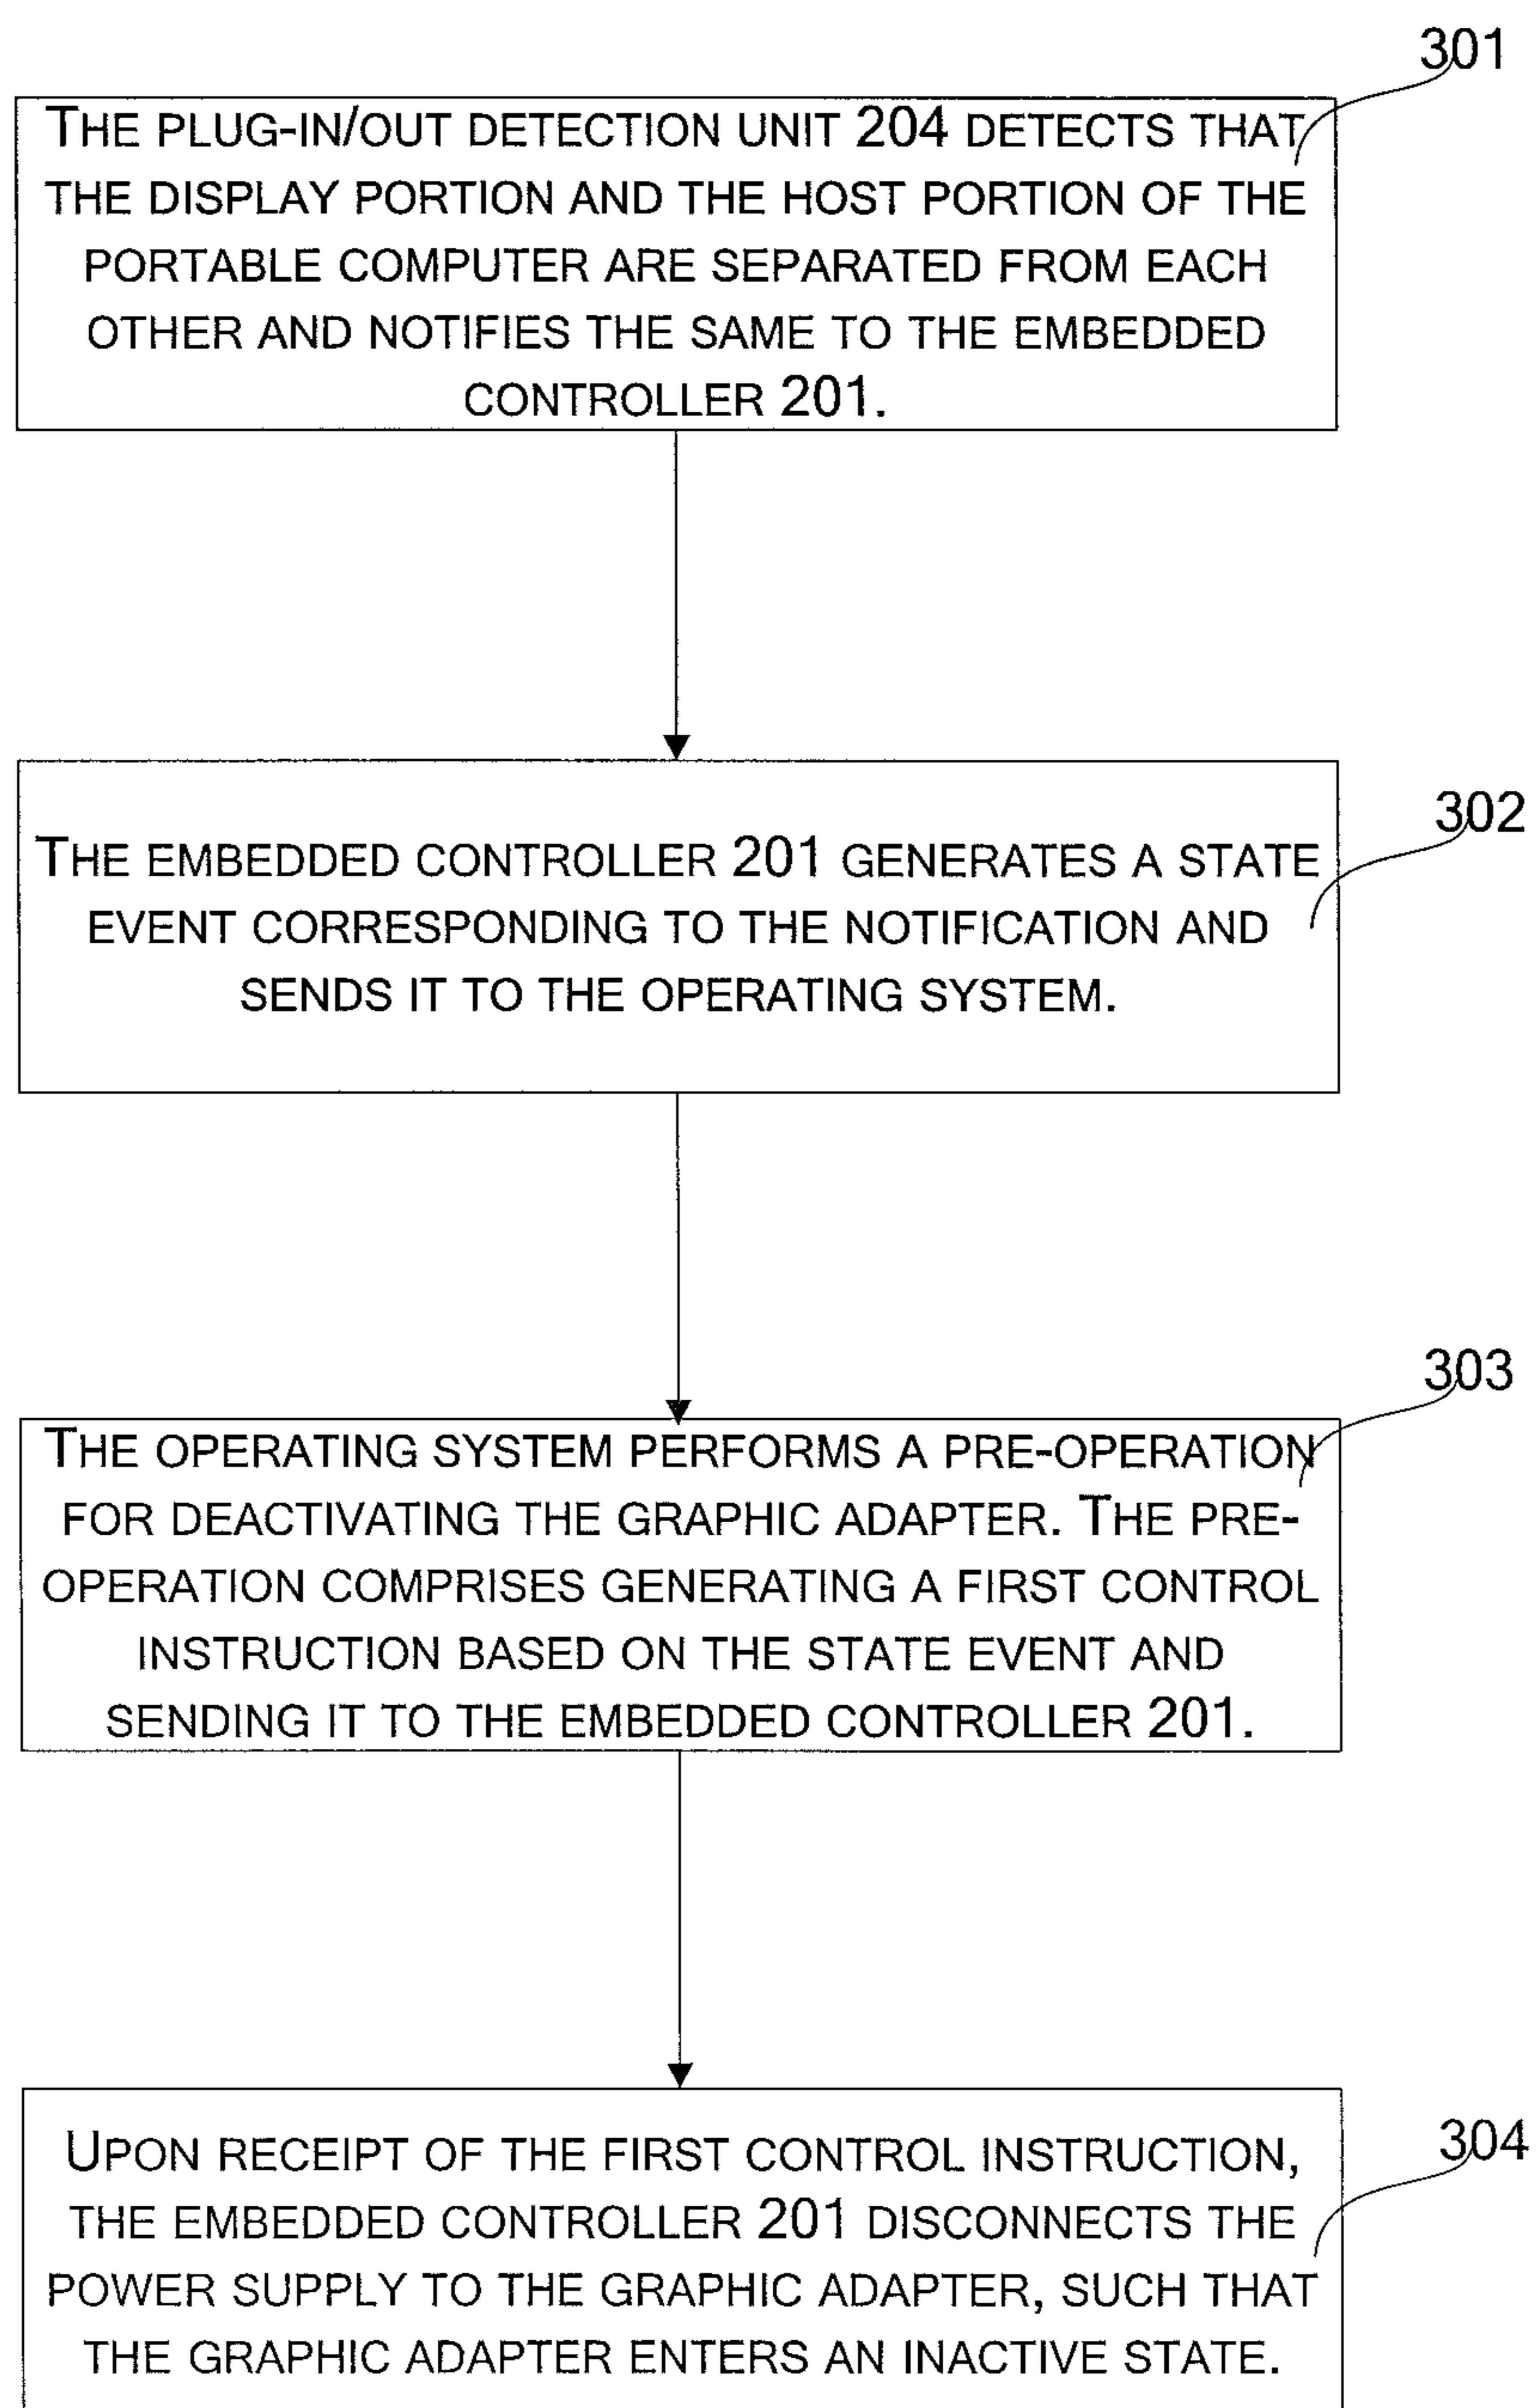 301
THE PLUG-IN/OUT DETECTION UNIT 204 DETECTS THAT
THE DISPLAY PORTION AND THE HOST PORTION OF THE
PORTABLE COMPUTER ARE SEPARATED FROM EACH
OTHER AND NOTIFIES THE SAME TO THE EMBEDDED
CONTROLLER 201.
302
THE EMBEDDED CONTROLLER 201 GENERATES A STATE
EVENT CORRESPONDING TO THE NOTIFICATION AND
SENDS IT TO THE OPERATING SYSTEM.
303
THE OPERATING SYSTEM PERFORMS A PRE-OPERATION
FOR DEACTIVATING THE GRAPHIC ADAPTER. THE PRE-
OPERATION COMPRISES GENERATING A FIRST CONTROL
INSTRUCTION BASED ON THE STATE EVENT AND
SENDING IT TO THE EMBEDDED CONTROLLER 201.
304
UPON RECEIPT OF THE FIRST CONTROL INSTRUCTION,
THE EMBEDDED CONTROLLER 201 DISCONNECTS THE
POWER SUPPLY TO THE GRAPHIC ADAPTER, SUCH THAT
THE GRAPHIC ADAPTER ENTERS AN INACTIVE STATE.